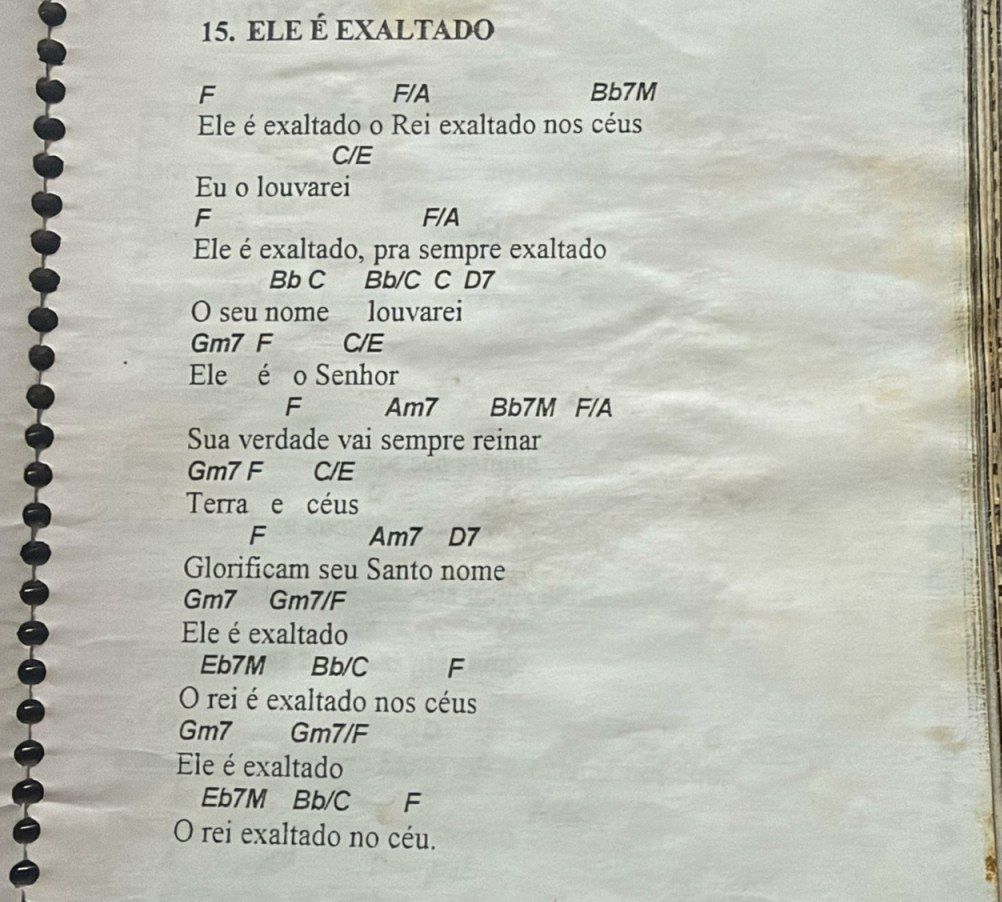 15. ELE É EXALTADO
F F/A Bb7M
Ele é exaltado o Rei exaltado nos céus
C/E
Eu o louvarei
F F/A
Ele é exaltado, pra sempre exaltado
Bb C Bb/C C D7
O seu nome louvarei
Gm7 F C/E
Ele é o Senhor
F Am7 Bb7M F/A
Sua verdade vai sempre reinar
Gm7 F C/E
Terra e céus
F Am7 D7
Glorificam seu Santo nome
Gm7 Gm7/F
Ele é exaltado
Eb7M Bb/C F
O rei é exaltado nos céus
Gm7 Gm7/F
Ele é exaltado
Eb7M Bb/C F
O rei exaltado no céu.